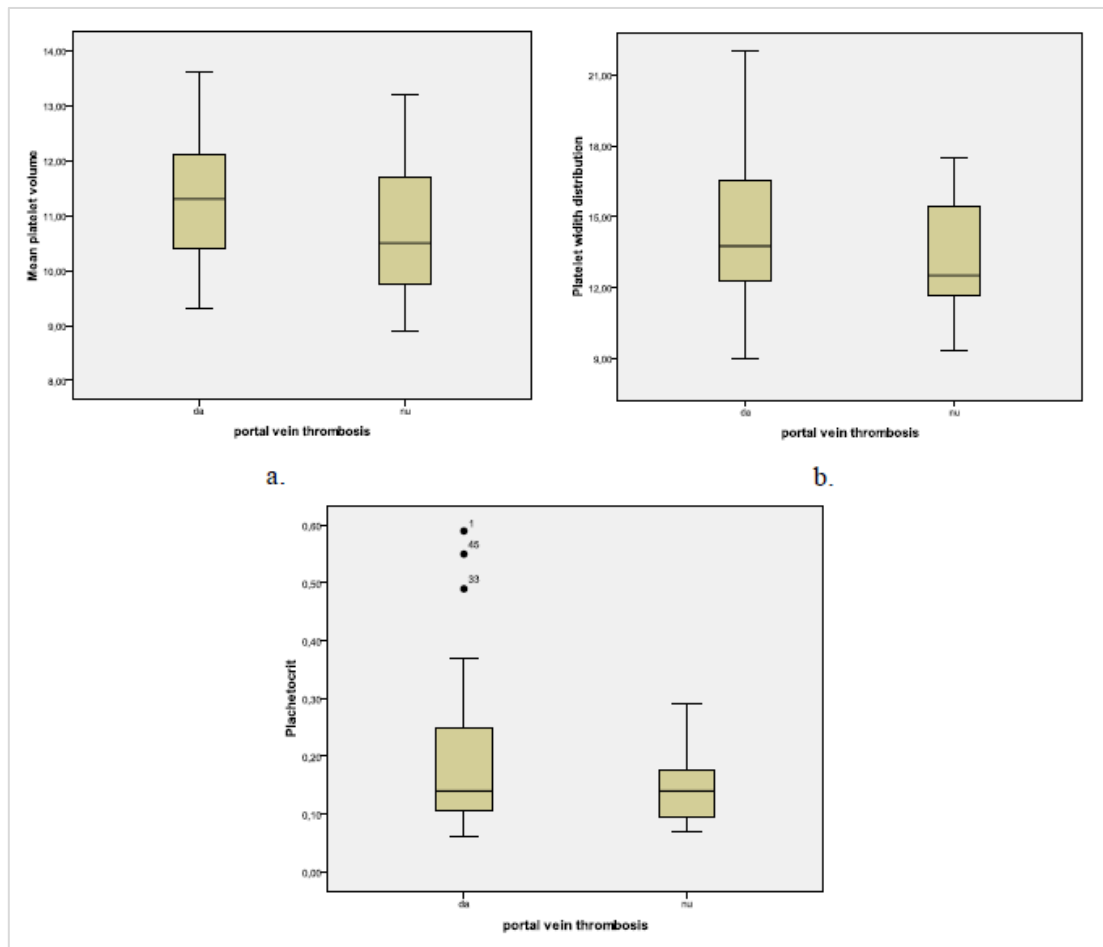 Mean platelet volume
14,00
13,00
12,00
11,00
10,00
9,00
8,00
da
nu
portal vein thrombosis
a.
Platelet widith distribution
21,00
18,00
15,00
12,00
9,00
da
nu
portal vein thrombosis
b.
Plachetocrit
0,60
0,50
0,40
0,30
0,20
0,10
0,00
1
45
33
da
nu
portal vein thrombosis